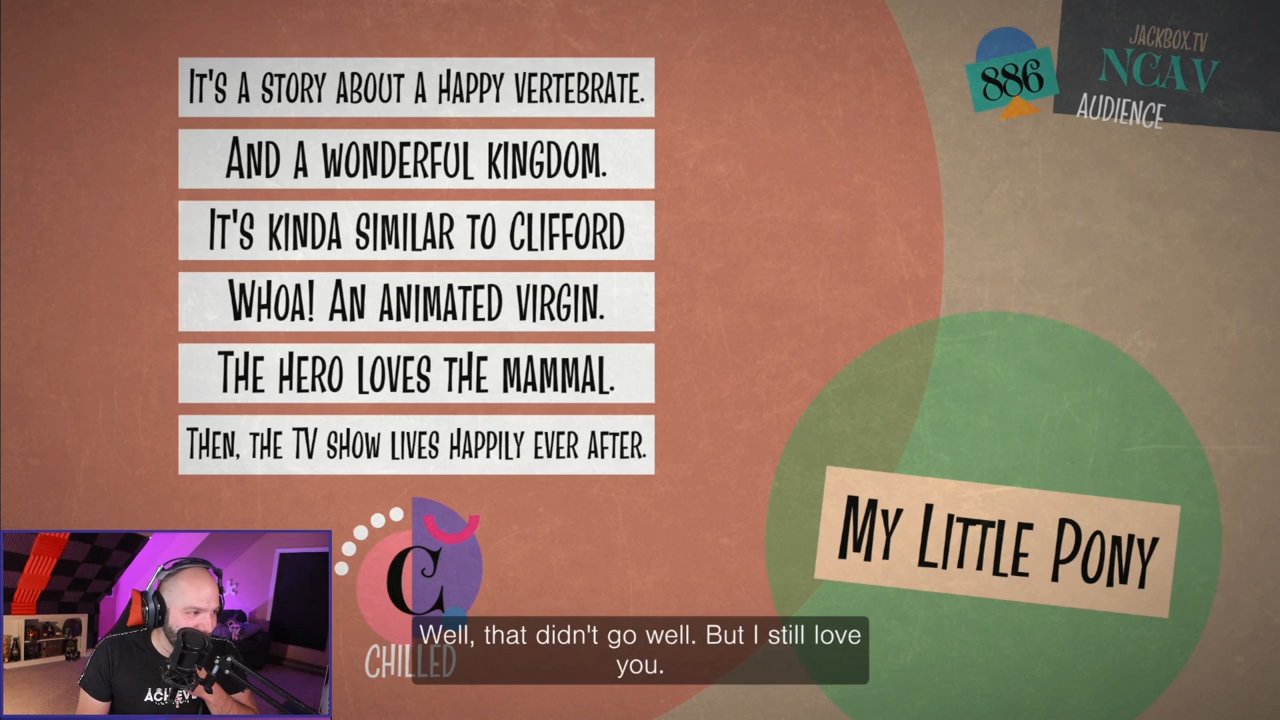 IT'S A STORY ABOUT A HAPPY VERTEBRATE.
AND A WONDERFUL KINGDOM.
IT'S KINDA SIMILAR TO CLIFFORD
WHOA! AN ANIMATED VIRGIN.
THE HERO LOVES THE MAMMAL.
THEN, THE TV SHOW LIVES HAPPILY EVER AFTER.
886
JACKBOX.TV
NCAV
AUDIENCE
MY LITTLE PONY
C
CHILLED
Well, that didn't go well. But I still love
you.